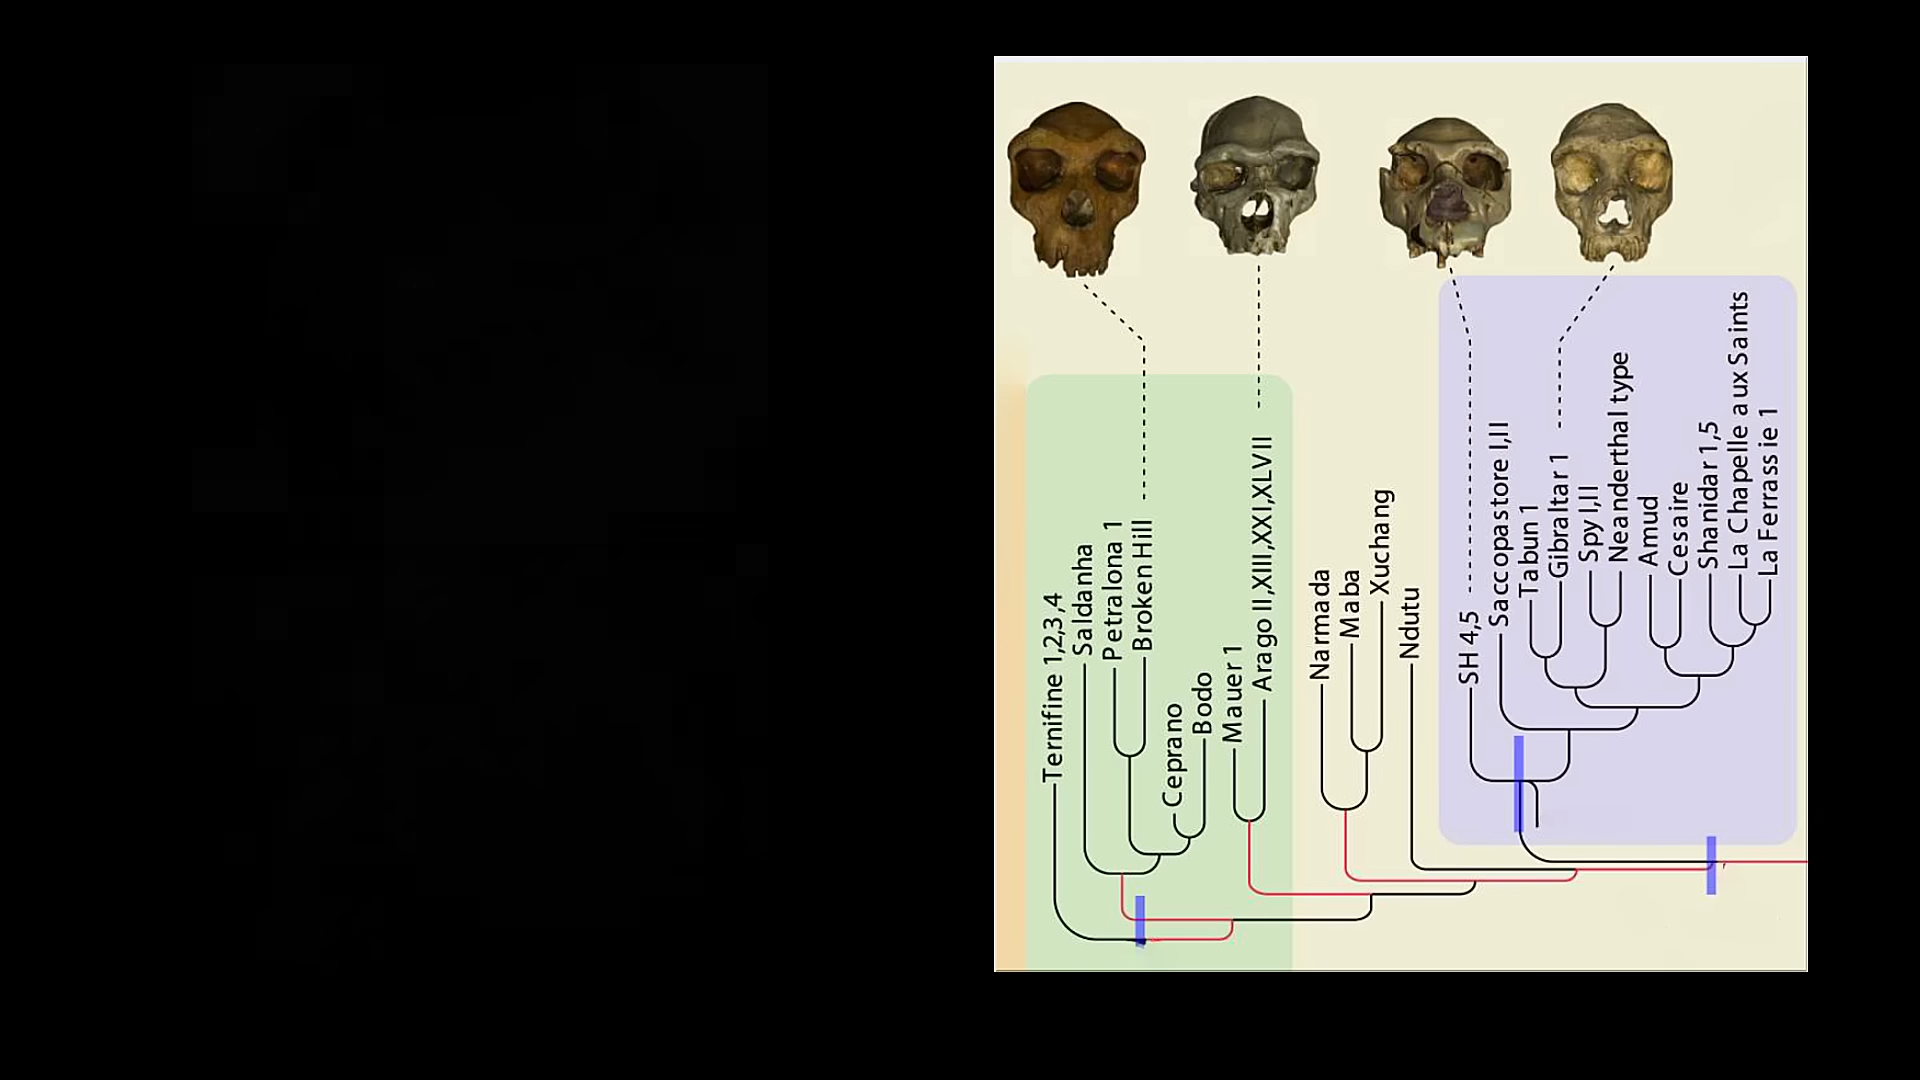 Ternifine 1,2,3,4
Saldanha
Petralona 1
Broken Hill
Ceprano
Bodo
Mauer 1
Arago II,XIII,XXI,XLVII
Narmada
Maba
Xuchang
Ndutu
SH 4,5
Saccopastore I,II
Tabun 1
Gibraltar 1
Spy I,II
Neanderthal type
Amud
Cesaire
Shanidar 1,5
La Chapelle aux Saints
La Ferrassie 1